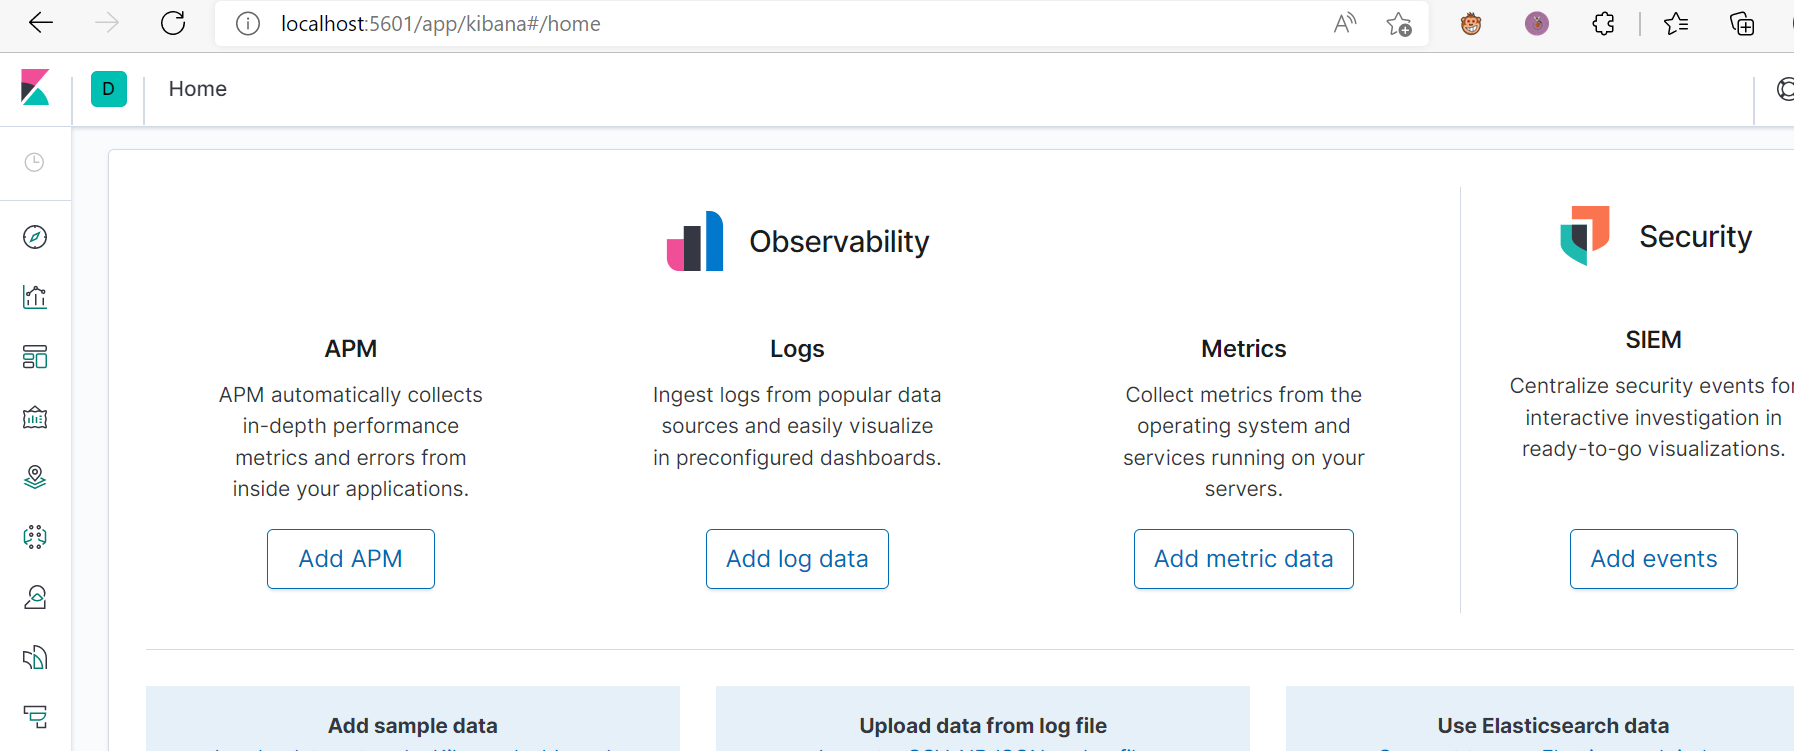 localhost:5601/app/kibana#/home
D
Home
Observability
Security
APM
APM automatically collects
in-depth performance
metrics and errors from
inside your applications.
Add APM
Logs
Ingest logs from popular data
sources and easily visualize
in preconfigured dashboards.
Add log data
Metrics
Collect metrics from the
operating system and
services running on your
servers.
Add metric data
SIEM
Centralize security events for
interactive investigation in
ready-to-go visualizations.
Add events
Add sample data
Upload data from log file
Use Elasticsearch data